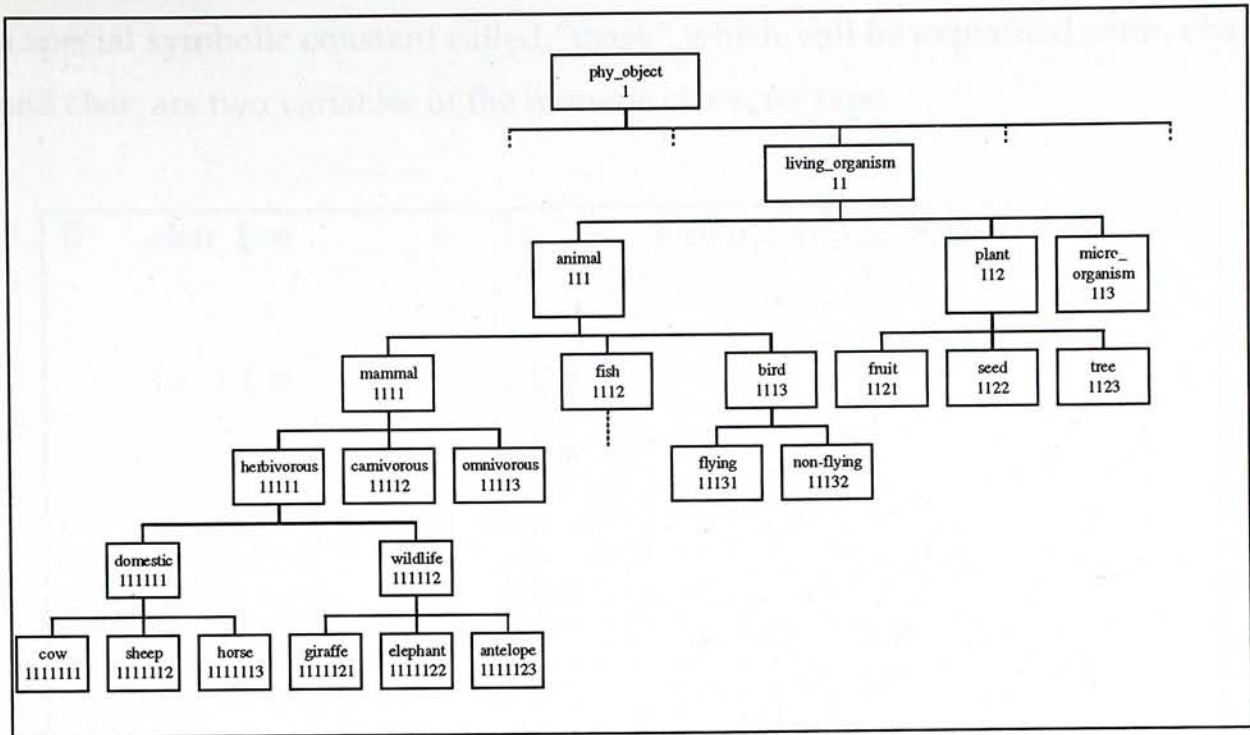 phy_object
1
living_organism
11
animal
111
plant
112
micro_
organism
113
mammal
1111
fish
1112
bird
1113
fruit
1121
seed
1122
tree
1123
herbivorous
11111
carnivorous
11112
omnivorous
11113
flying
11131
non-flying
11132
domestic
111111
wildlife
111112
cow
1111111
sheep
1111112
horse
1111113
giraffe
1111121
elephant
1111122
antelope
1111123